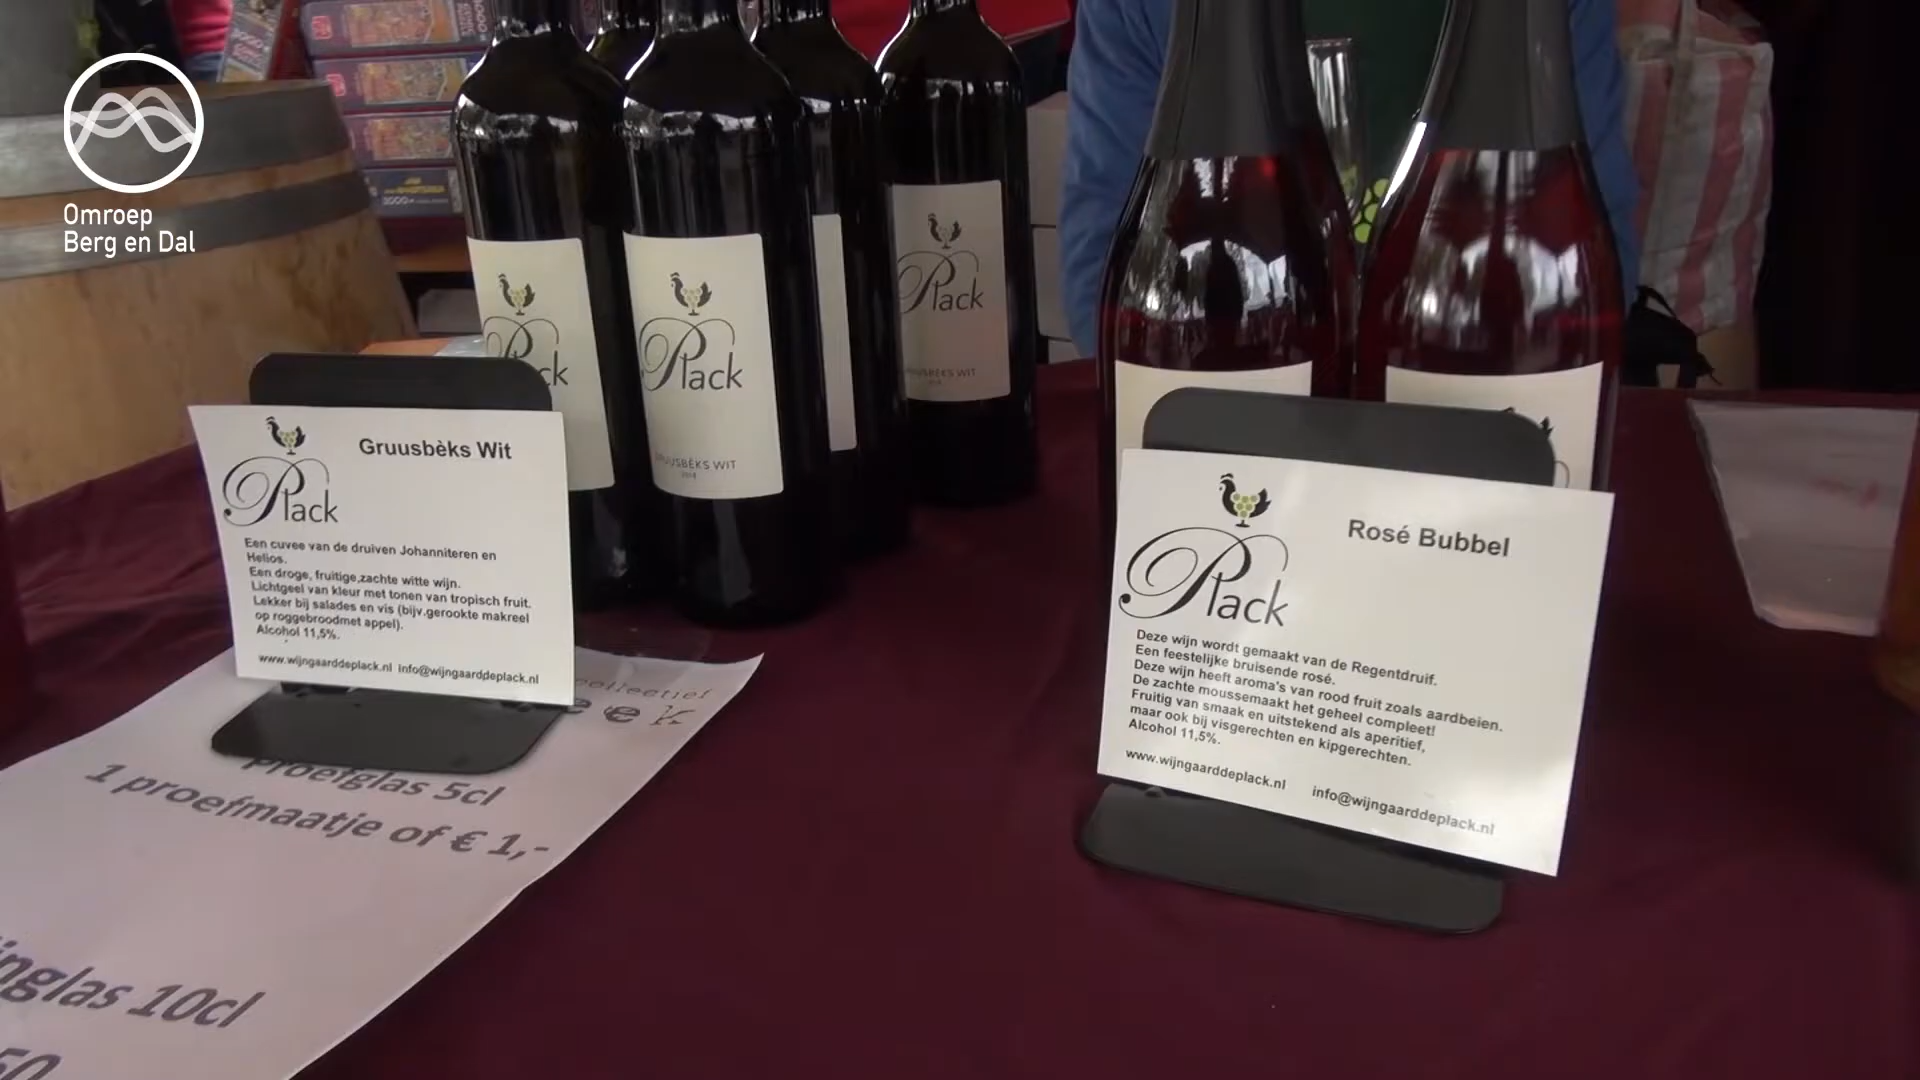 Omroep
Berg en Dal
Plack
Plack
GRUUSBÈKS WIT
Plack
Gruusbèks Wit
Plack
Een cuvee van de druiven Johanniteren en
Helios.
Een droge, fruitige,zachte witte wijn.
Lichtgeel van kleur met tonen van tropisch fruit.
Lekker bij salades en vis (bijv.gerookte makreel
op roggebroodmet appel).
Alcohol 11,5%.
www.wijngaarddeplack.nl info@wijngaarddeplack.nl
Rosé Bubbel
Plack
Deze wijn wordt gemaakt van de Regentdruif.
Een feestelijke bruisende rosé.
Deze wijn heeft aroma's van rood fruit zoals aardbeien.
De zachte moussemaakt het geheel compleet!
Fruitig van smaak en uitstekend als aperitief,
maar ook bij visgerechten en kipgerechten.
Alcohol 11,5%.
www.wijngaarddeplack.nl info@wijngaarddeplack.nl
collectief
proefglas 5cl
1 proefmaatje of € 1,-
10cl